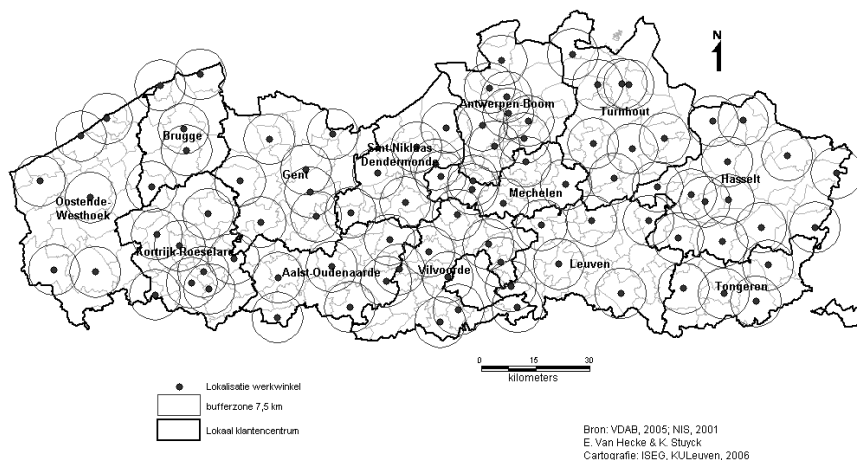 N
Antwerpen-Boom
Turnhout
Brugge
Sint-Niklaas
Dendermonde
Gent
Hasselt
Mechelen
Oostende-
Westhoek
Kortrijk-Roeselare
Aalst-Oudenaarde
Vilvoorde
Leuven
Tongeren
0 15 30
kilometers
Lokalisatie werkwinkel
bufferzone 7,5 km
Lokaal klantencentrum
Bron: VDAB, 2005; NIS, 2001
E. Van Hecke & K. Stuyck
Cartografie: ISEG, KULeuven, 2006